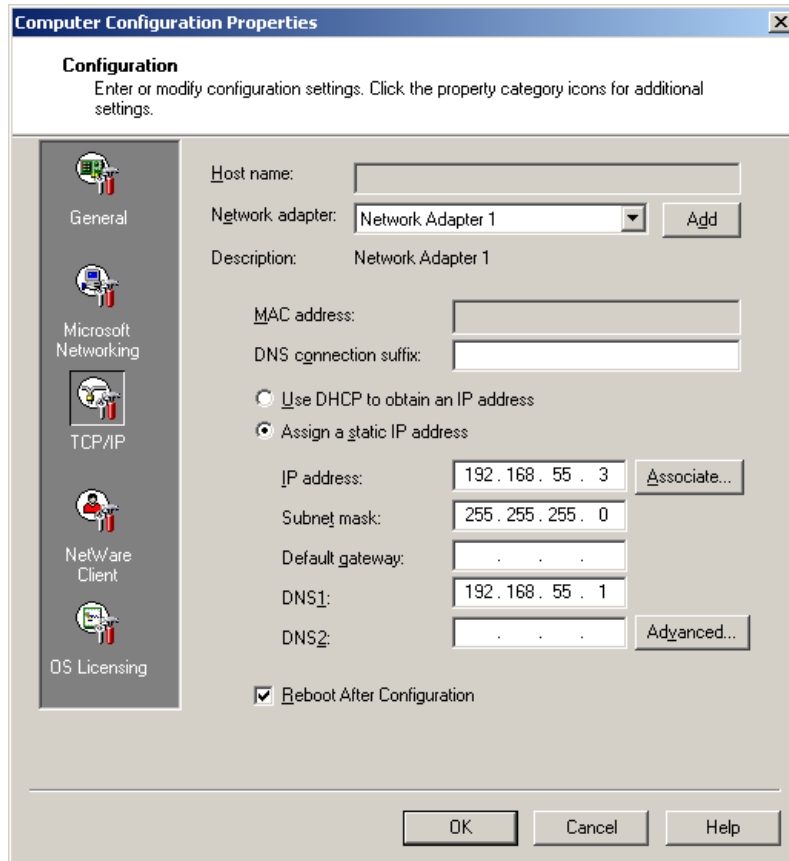 Computer Configuration Properties
Configuration
Enter or modify configuration settings. Click the property category icons for additional
settings.
General
Microsoft
Networking
TCP/IP
NetWare
Client
OS Licensing
Host name:
Network adapter: Network Adapter 1 Add
Description: Network Adapter 1
MAC address:
DNS connection suffix:
Use DHCP to obtain an IP address
Assign a static IP address
IP address: 192 . 168 . 55 . 3 Associate...
Subnet mask: 255 . 255 . 255 . 0
Default gateway: . . .
DNS1: 192 . 168 . 55 . 1
DNS2: . . . Advanced...
Reboot After Configuration
OK Cancel Help